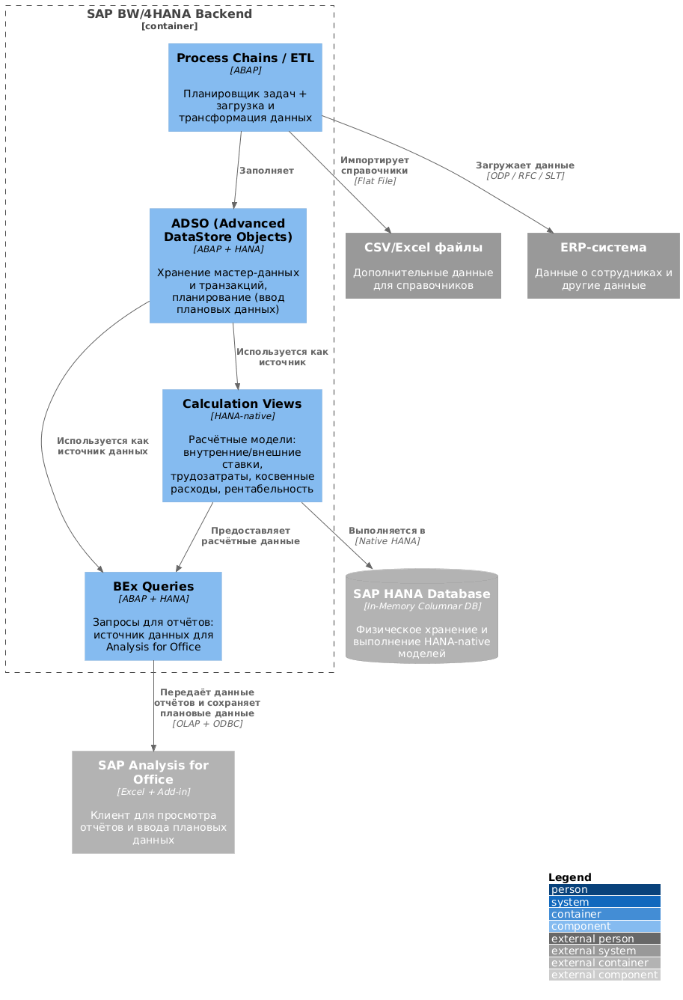 SAP BW/4HANA Backend
[container]
Process Chains / ETL
[ABAP]
Планировщик задач +
загрузка и
трансформация данных
Заполняет
Импортирует
справочники
[Flat File]
Загружает данные
[ODP / RFC / SLT]
ADSO (Advanced
DataStore Objects)
[ABAP + HANA]
Хранение мастер-данных
и транзакций,
планирование (ввод
плановых данных)
CSV/Excel файлы
Дополнительные данные
для справочников
ERP-система
Данные о сотрудниках и
другие данные
Используется как
источник
Calculation Views
[HANA-native]
Расчётные модели:
внутренние/внешние
ставки,
трудозатраты, косвенные
расходы, рентабельность
Используется как
источник данных
Предоставляет
расчётные данные
Выполняется в
[Native HANA]
BEx Queries
[ABAP + HANA]
Запросы для отчётов:
источник данных для
Analysis for Office
SAP HANA Database
[In-Memory Columnar DB]
Физическое хранение и
выполнение HANA-native
моделей
Передаёт данные
отчётов и сохраняет
плановые данные
[OLAP + ODBC]
SAP Analysis for
Office
[Excel + Add-in]
Клиент для просмотра
отчётов и ввода плановых
данных
Legend
person
system
container
component
external person
external system
external container
external component